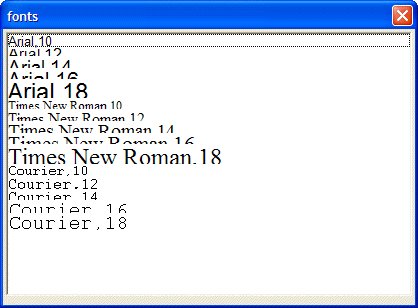 fonts
Arial,10
Arial,12
Arial,14
Arial,16
Arial,18
Times New Roman,10
Times New Roman,12
Times New Roman,14
Times New Roman,16
Times New Roman,18
Courier,10
Courier,12
Courier,14
Courier,16
Courier,18